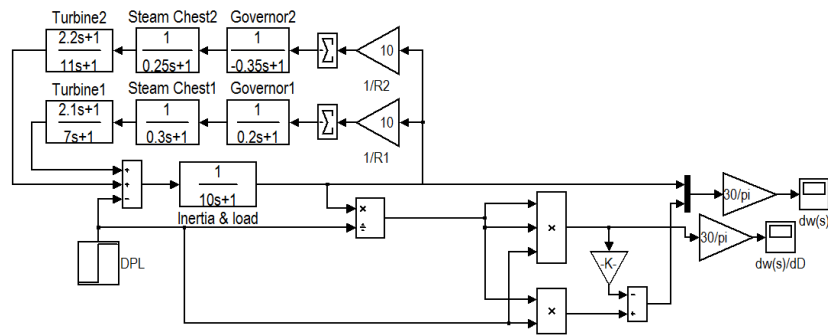 Turbine2 Steam Chest2 Governor2
2.2s+1
11s+1
1
0.25s+1
1
-0.35s+1
-
Σ
10
1/R2
Turbine1 Steam Chest1 Governor1
2.1s+1
7s+1
1
0.3s+1
1
0.2s+1
-
Σ
10
1/R1
+
+
-
1
10s+1
Inertia & load
DPL
×
÷
×
×
-K-
-
+
30/pi
dw(s)
30/pi
dw(s)/dD